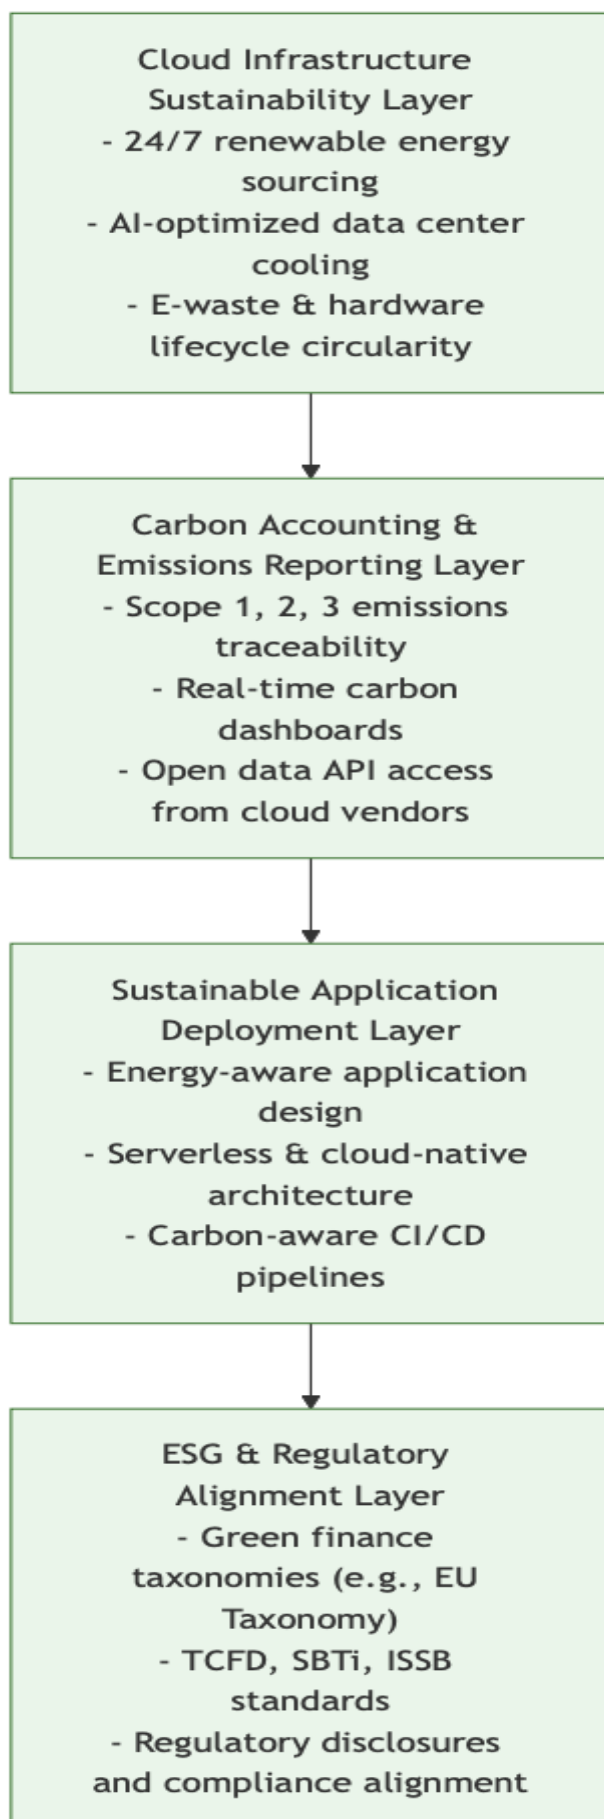 Cloud Infrastructure
Sustainability Layer
- 24/7 renewable energy
sourcing
- AI-optimized data center
cooling
- E-waste & hardware
lifecycle circularity
Carbon Accounting &
Emissions Reporting Layer
- Scope 1, 2, 3 emissions
traceability
- Real-time carbon
dashboards
- Open data API access
from cloud vendors
Sustainable Application
Deployment Layer
- Energy-aware application
design
- Serverless & cloud-native
architecture
- Carbon-aware CI/CD
pipelines
ESG & Regulatory
Alignment Layer
- Green finance
taxonomies (e.g., EU
Taxonomy)
- TCFD, SBTi, ISSB
standards
- Regulatory disclosures
and compliance alignment